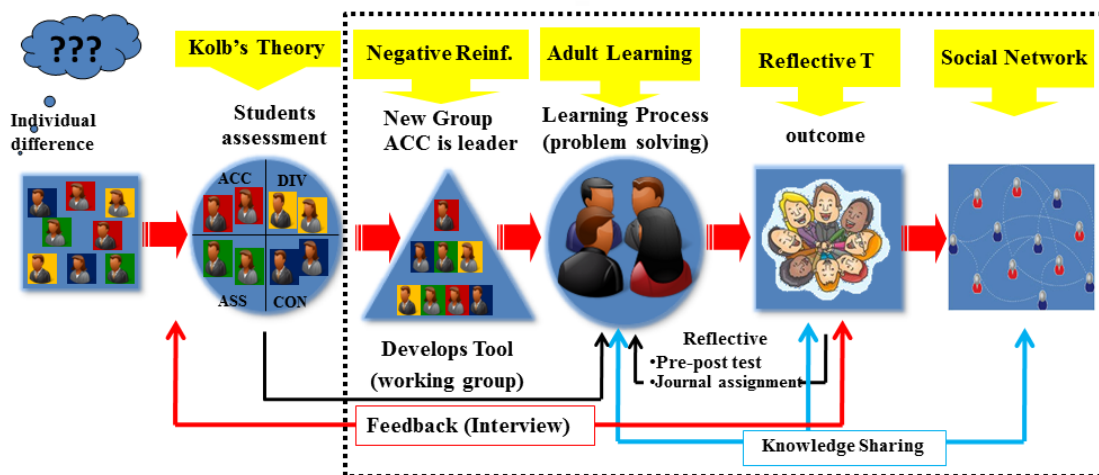 ???
Individual
difference
Kolb's Theory
Students
assessment
ACC
DIV
ASS
CON
Negative Reinf.
New Group
ACC is leader
Develops Tool
(working group)
Adult Learning
Learning Process
(problem solving)
Reflective T
outcome
Social Network
Reflective
•Pre-post test
•Journal assignment
Feedback (Interview)
Knowledge Sharing